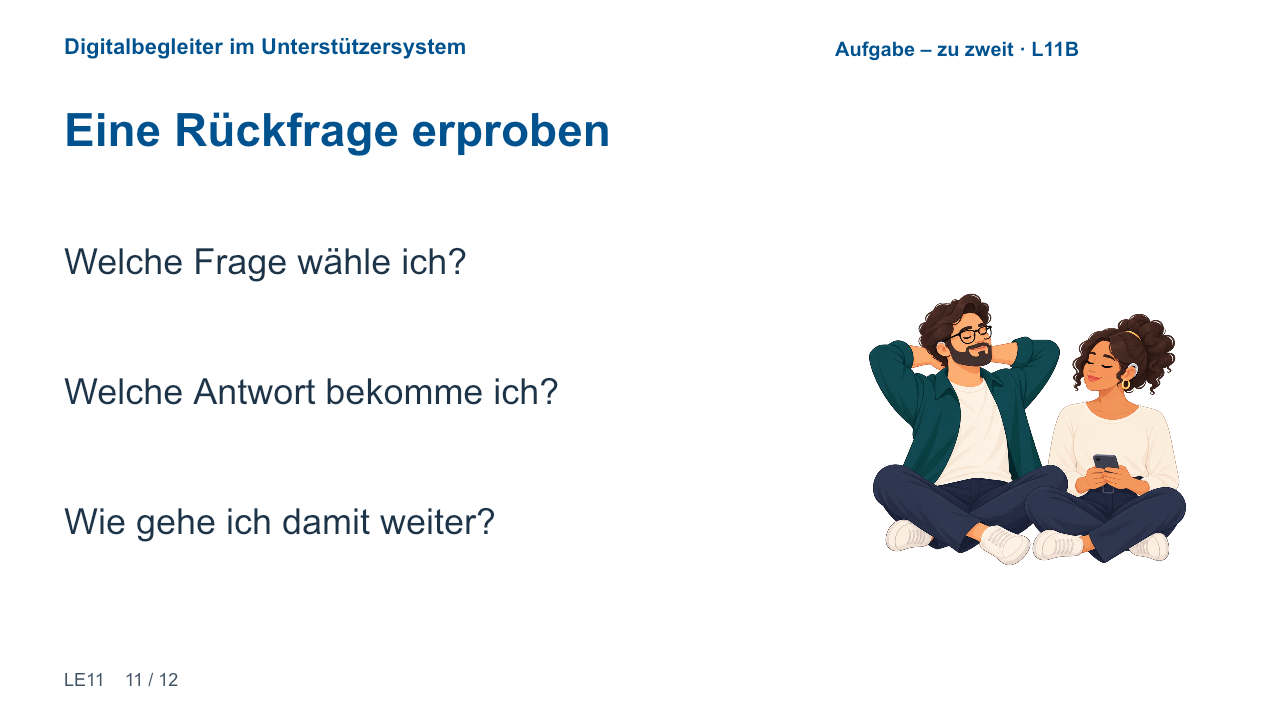 Digitalbegleiter im Unterstützersystem
Aufgabe – zu zweit · L11B
Eine Rückfrage erproben
Welche Frage wähle ich?
Welche Antwort bekomme ich?
Wie gehe ich damit weiter?
LE11 11 / 12